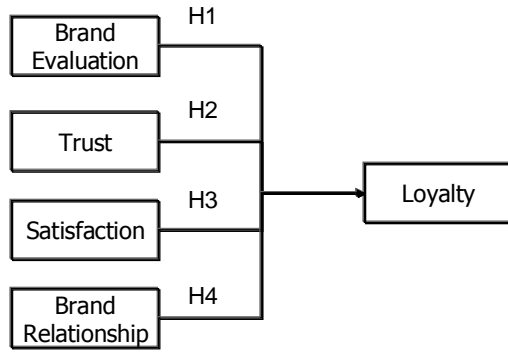 H1
Brand
Evaluation
H2
Trust
H3
Satisfaction
H4
Brand
Relationship
Loyalty